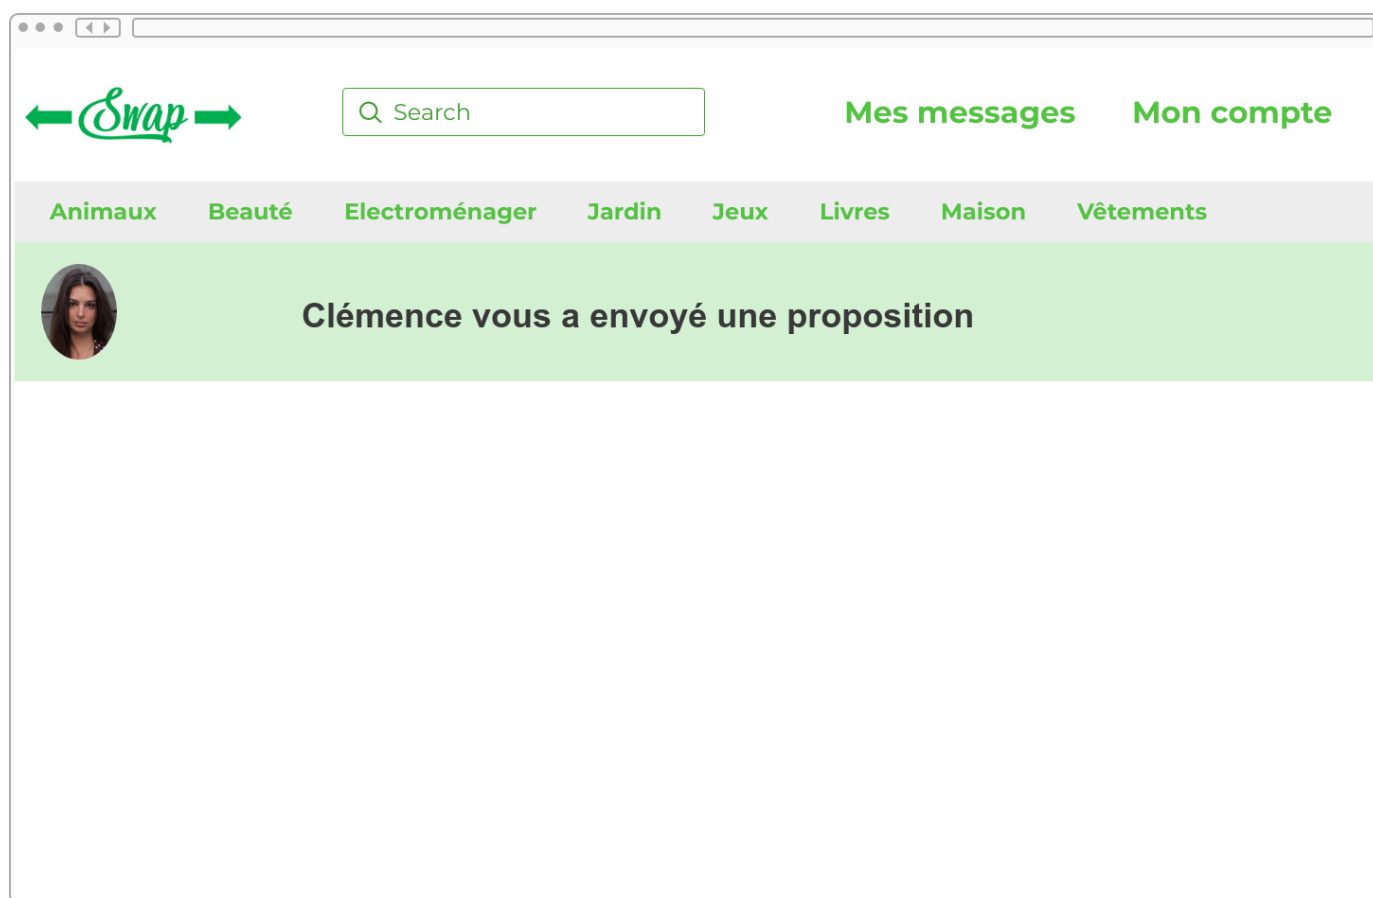 Swap
Search
Mes messages
Mon compte
Animaux Beauté Electroménager Jardin Jeux Livres Maison Vêtements
Clémence vous a envoyé une proposition